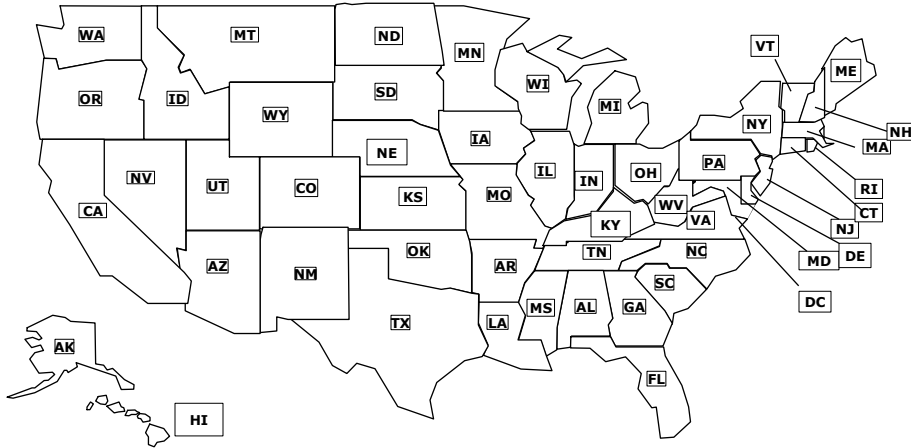 WA
MT
ND
MN
VT
ME
OR
ID
SD
WI
MI
WY
NY
NH
MA
IA
NE
PA
NV
UT
CO
KS
MO
IL
IN
OH
WV
RI
CA
KY
VA
CT
NJ
AZ
NM
OK
AR
TN
NC
MD
DE
SC
DC
TX
LA
MS
AL
GA
AK
FL
HI